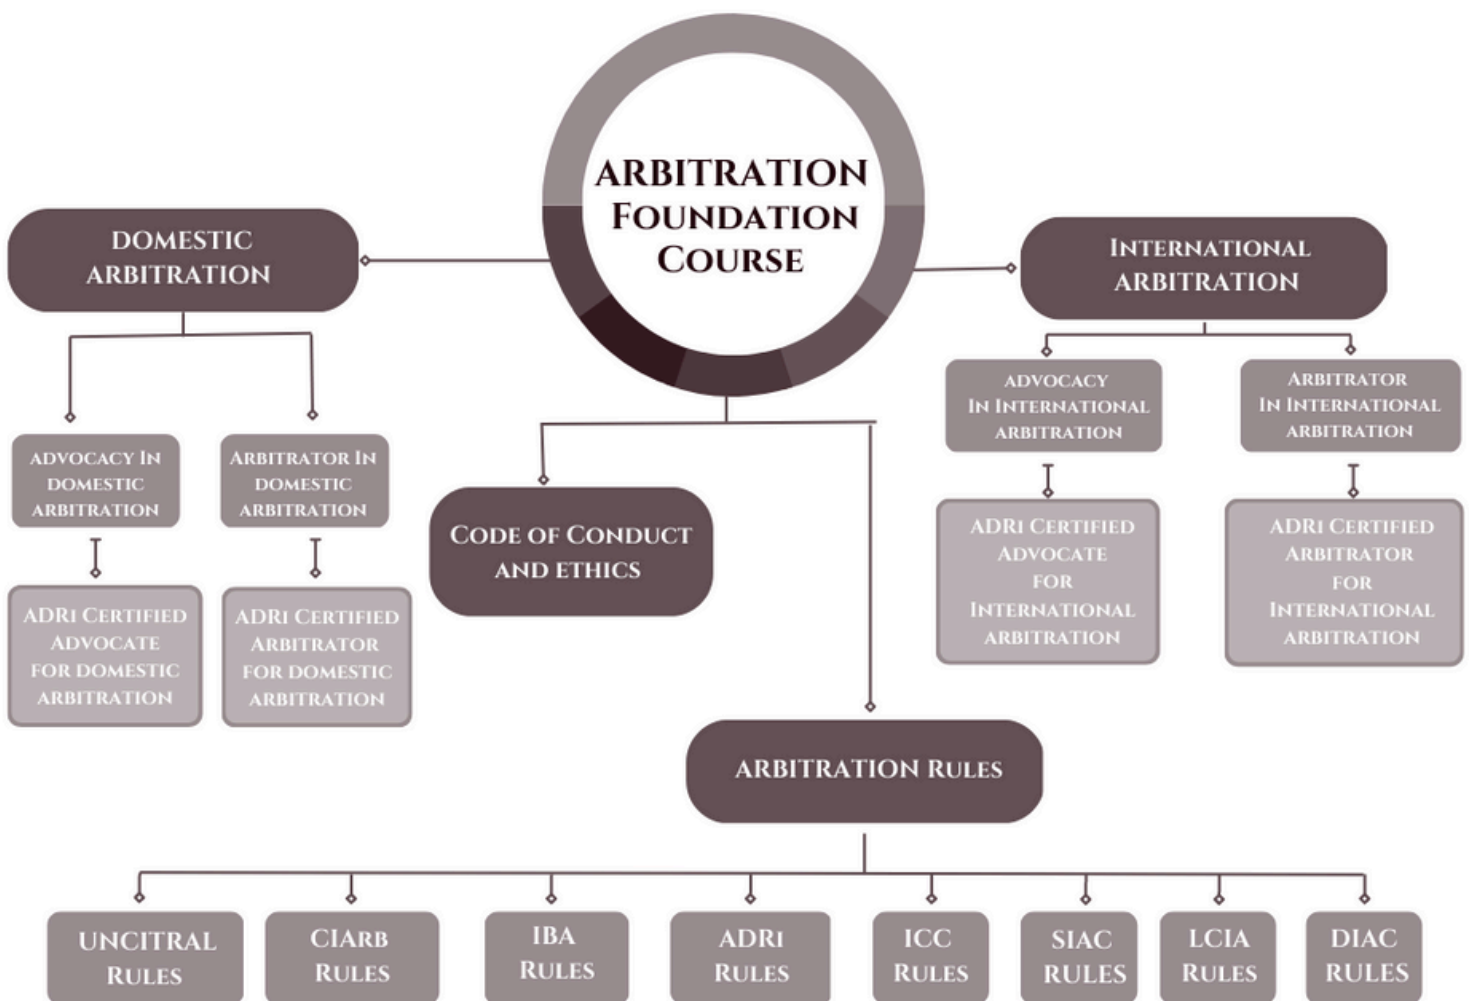 ARBITRATION
FOUNDATION
COURSE
DOMESTIC
ARBITRATION
INTERNATIONAL
ARBITRATION
ADVOCACY IN
DOMESTIC
ARBITRATION
ARBITRATOR IN
DOMESTIC
ARBITRATION
ADRI CERTIFIED
ADVOCATE
FOR DOMESTIC
ARBITRATION
ADRI CERTIFIED
ARBITRATOR
FOR DOMESTIC
ARBITRATION
CODE OF CONDUCT
AND ETHICS
ADVOCACY
IN INTERNATIONAL
ARBITRATION
ARBITRATOR
IN INTERNATIONAL
ARBITRATION
ADRI CERTIFIED
ADVOCATE
FOR
INTERNATIONAL
ARBITRATION
ADRI CERTIFIED
ARBITRATOR
FOR
INTERNATIONAL
ARBITRATION
ARBITRATION RULES
UNCITRAL
RULES
CIARB
RULES
IBA
RULES
ADRI
RULES
ICC
RULES
SIAC
RULES
LCIA
RULES
DIAC
RULES